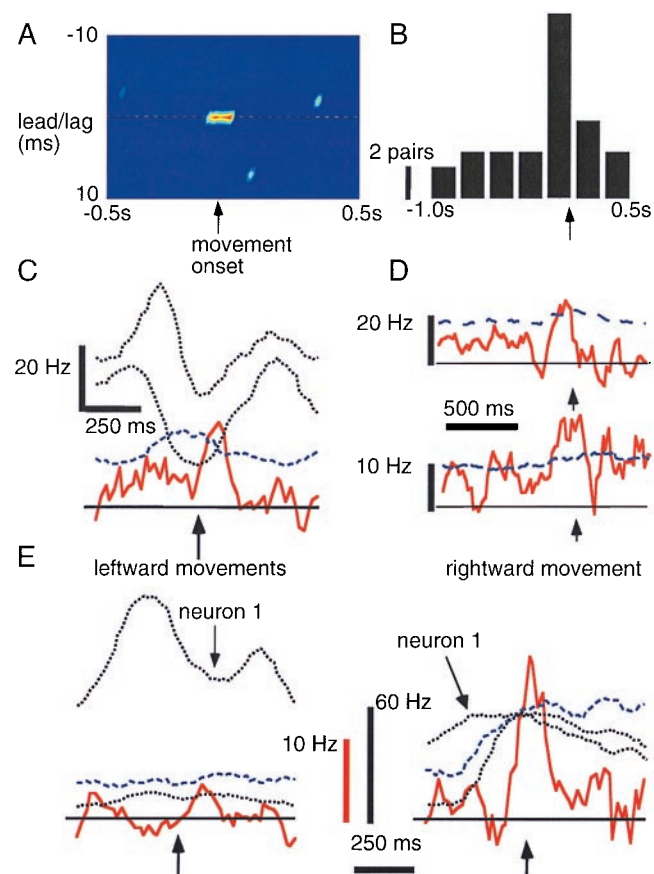 A
-10
lead/lag
(ms)
10
-0.5s
0.5s
movement
onset
B
2 pairs
-1.0s
0.5s
C
20 Hz
250 ms
D
20 Hz
500 ms
10 Hz
E
leftward movements
rightward movement
neuron 1
neuron 1
10 Hz
60 Hz
250 ms